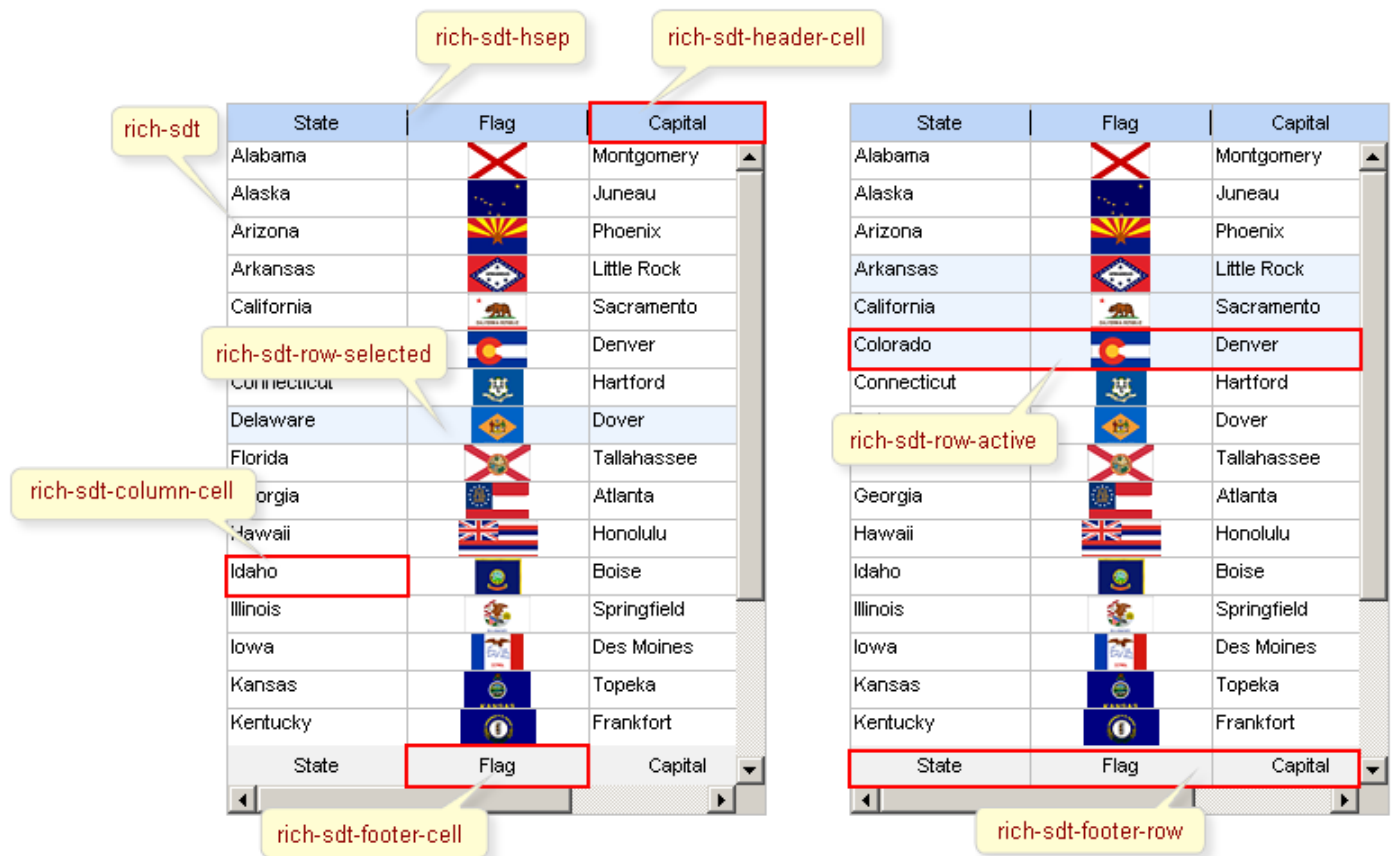 rich-sdt-hsep
rich-sdt-header-cell
rich-sdt
State Flag Capital
Alabama Montgomery
Alaska Juneau
Arizona Phoenix
Arkansas Little Rock
California Sacramento
Denver
rich-sdt-row-selected
Connecticut Hartford
Delaware Dover
Florida Tallahassee
rich-sdt-column-cell
orgia Atlanta
Hawaii Honolulu
Idaho Boise
Illinois Springfield
Iowa Des Moines
Kansas Topeka
Kentucky Frankfort
State Flag Capital
rich-sdt-footer-cell
State Flag Capital
Alabama Montgomery
Alaska Juneau
Arizona Phoenix
Arkansas Little Rock
California Sacramento
Colorado Denver
Connecticut Hartford
Dover
rich-sdt-row-active
Tallahassee
Georgia Atlanta
Hawaii Honolulu
Idaho Boise
Illinois Springfield
Iowa Des Moines
Kansas Topeka
Kentucky Frankfort
State Flag Capital
rich-sdt-footer-row